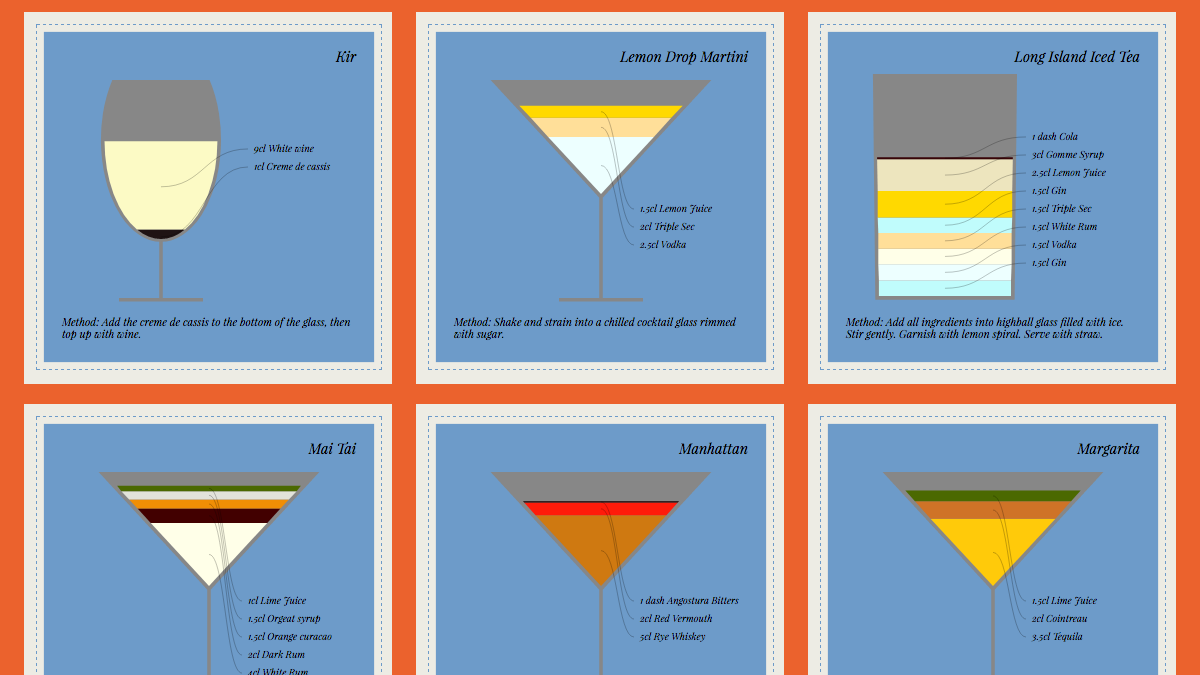 Kir
9cl White wine
1cl Creme de cassis
Method: Add the creme de cassis to the bottom of the glass, then
top up with wine.
Lemon Drop Martini
1.5cl Lemon Juice
2cl Triple Sec
2.5cl Vodka
Method: Shake and strain into a chilled cocktail glass rimmed
with sugar.
Long Island Iced Tea
1 dash Cola
3cl Gomme Syrup
2.5cl Lemon Juice
1.5cl Gin
1.5cl Triple Sec
1.5cl White Rum
1.5cl Vodka
1.5cl Gin
Method: Add all ingredients into highball glass filled with ice.
Stir gently. Garnish with lemon spiral. Serve with straw.
Mai Tai
1cl Lime Juice
1.5cl Orgeat syrup
1.5cl Orange curacao
2cl Dark Rum
4cl White Rum
Manhattan
1 dash Angostura Bitters
2cl Red Vermouth
5cl Rye Whiskey
Margarita
1.5cl Lime Juice
2cl Cointreau
3.5cl Tequila